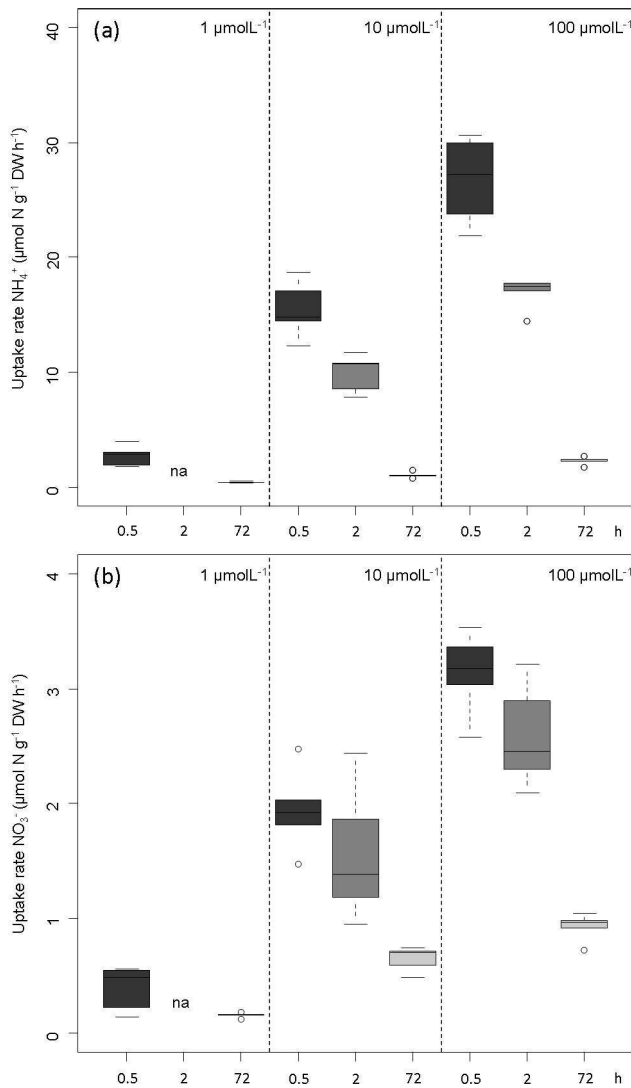 (a)
1 µmolL⁻¹
10 µmolL⁻¹
100 µmolL⁻¹
Uptake rate NH₄⁺ (µmol N g⁻¹ DW h⁻¹)
40
30
20
10
0
na
0.5 2 72 0.5 2 72 0.5 2 72 h
(b)
1 µmolL⁻¹
10 µmolL⁻¹
100 µmolL⁻¹
Uptake rate NO₃⁻ (µmol N g⁻¹ DW h⁻¹)
4
3
2
1
0
na
0.5 2 72 0.5 2 72 0.5 2 72 h